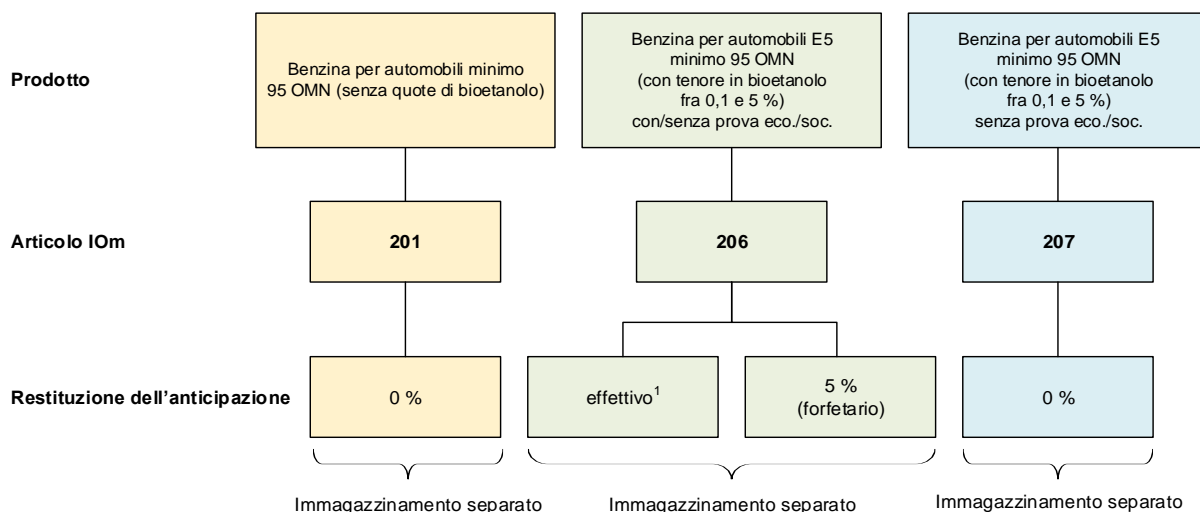 Prodotto
Benzina per automobili minimo
95 OMN (senza quote di bioetanolo)
Benzina per automobili E5
minimo 95 OMN
(con tenore in bioetanolo
fra 0,1 e 5 %)
con/senza prova eco./soc.
Benzina per automobili E5
minimo 95 OMN
(con tenore in bioetanolo
fra 0,1 e 5 %)
senza prova eco./soc.
Articolo IOm
201
206
207
Restituzione dell'anticipazione
0 %
effettivo¹
5 %
(forfetario)
0 %
Immagazzinamento separato
Immagazzinamento separato
Immagazzinamento separato